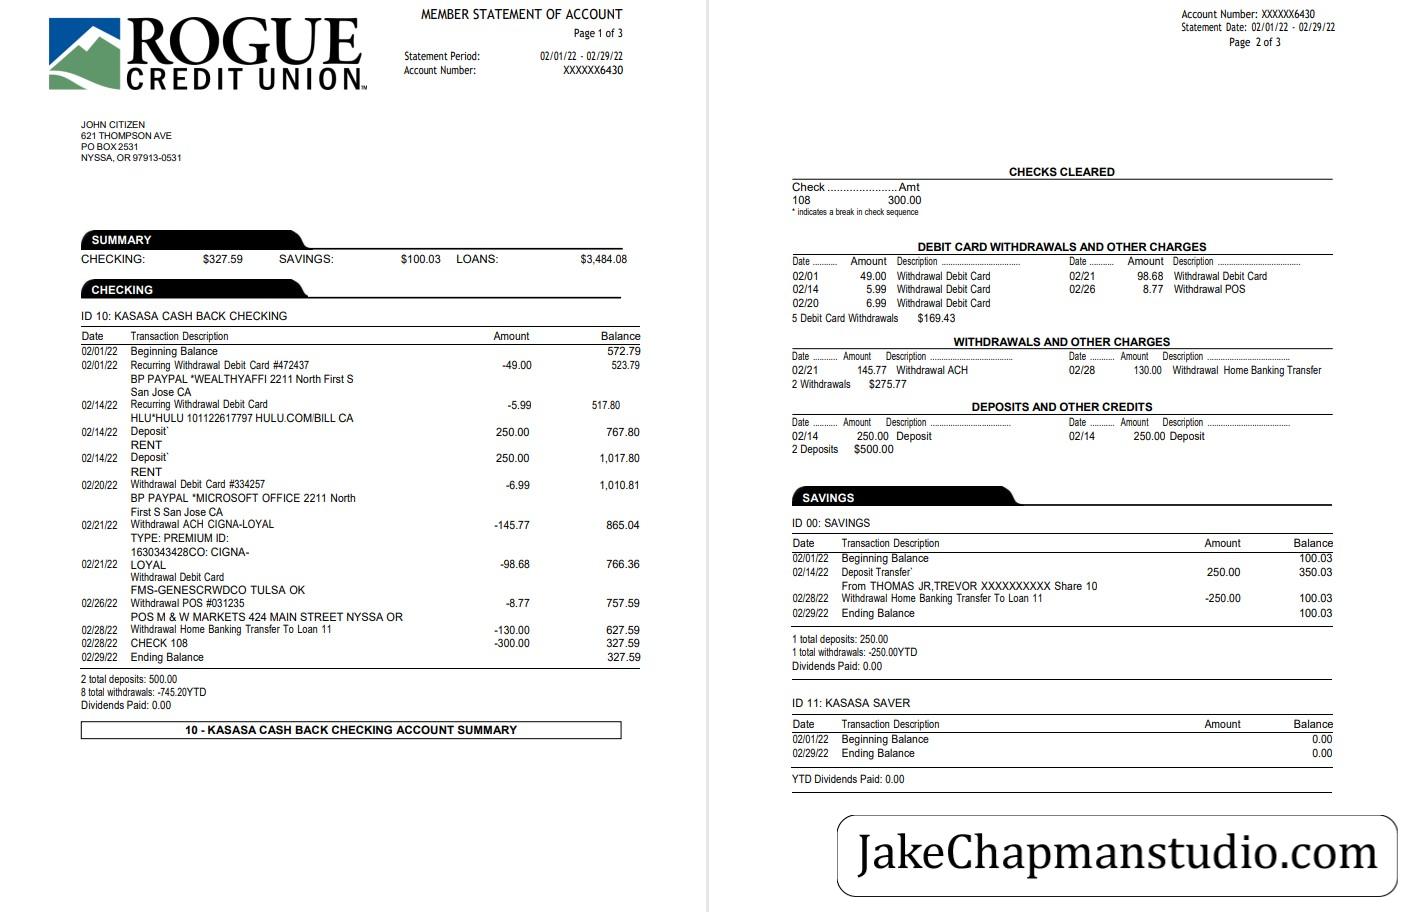 ROGUE
CREDIT UNION™
MEMBER STATEMENT OF ACCOUNT
Page 1 of 3
Statement Period: 02/01/22 - 02/29/22
Account Number: XXXXXX6430
JOHN CITIZEN
621 THOMPSON AVE
PO BOX 2531
NYSSA, OR 97913-0531
SUMMARY
CHECKING: $327.59 SAVINGS: $100.03 LOANS: $3,484.08
CHECKING
ID 10: KASASA CASH BACK CHECKING
Date Transaction Description Amount Balance
02/01/22 Beginning Balance 572.79
02/01/22 Recurring Withdrawal Debit Card #472437 -49.00 523.79
BP PAYPAL *WEALTHYAFFI 2211 North First S
San Jose CA
02/14/22 Recurring Withdrawal Debit Card -5.99 517.80
HLU*HULU 101122617797 HULU.COM/BILL CA
02/14/22 Deposit` 250.00 767.80
RENT
02/14/22 Deposit` 250.00 1,017.80
RENT
02/20/22 Withdrawal Debit Card #334257 -6.99 1,010.81
BP PAYPAL *MICROSOFT OFFICE 2211 North
First S San Jose CA
02/21/22 Withdrawal ACH CIGNA-LOYAL -145.77 865.04
TYPE: PREMIUM ID:
1630343428CO: CIGNA-
02/21/22 LOYAL -98.68 766.36
Withdrawal Debit Card
FMS-GENESCRWDCO TULSA OK
02/26/22 Withdrawal POS #031235 -8.77 757.59
POS M & W MARKETS 424 MAIN STREET NYSSA OR
02/28/22 Withdrawal Home Banking Transfer To Loan 11 -130.00 627.59
02/28/22 CHECK 108 -300.00 327.59
02/29/22 Ending Balance 327.59
2 total deposits: 500.00
8 total withdrawals: -745.20YTD
Dividends Paid: 0.00
10 - KASASA CASH BACK CHECKING ACCOUNT SUMMARY
Account Number: XXXXXX6430
Statement Date: 02/01/22 - 02/29/22
Page 2 of 3
CHECKS CLEARED
Check ...................... Amt
108 300.00
* indicates a break in check sequence
DEBIT CARD WITHDRAWALS AND OTHER CHARGES
Date .......... Amount Description .................................... Date .......... Amount Description ......................................
02/01 49.00 Withdrawal Debit Card 02/21 98.68 Withdrawal Debit Card
02/14 5.99 Withdrawal Debit Card 02/26 8.77 Withdrawal POS
02/20 6.99 Withdrawal Debit Card
5 Debit Card Withdrawals $169.43
WITHDRAWALS AND OTHER CHARGES
Date .......... Amount Description ...................................... Date .......... Amount Description ......................................
02/21 145.77 Withdrawal ACH 02/28 130.00 Withdrawal Home Banking Transfer
2 Withdrawals $275.77
DEPOSITS AND OTHER CREDITS
Date .......... Amount Description ...................................... Date .......... Amount Description ......................................
02/14 250.00 Deposit 02/14 250.00 Deposit
2 Deposits $500.00
SAVINGS
ID 00: SAVINGS
Date Transaction Description Amount Balance
02/01/22 Beginning Balance 100.03
02/14/22 Deposit Transfer` 250.00 350.03
From THOMAS JR,TREVOR XXXXXXXXXX Share 10
02/28/22 Withdrawal Home Banking Transfer To Loan 11 -250.00 100.03
02/29/22 Ending Balance 100.03
1 total deposits: 250.00
1 total withdrawals: -250.00YTD
Dividends Paid: 0.00
ID 11: KASASA SAVER
Date Transaction Description Amount Balance
02/01/22 Beginning Balance 0.00
02/29/22 Ending Balance 0.00
YTD Dividends Paid: 0.00
JakeChapmanstudio.com